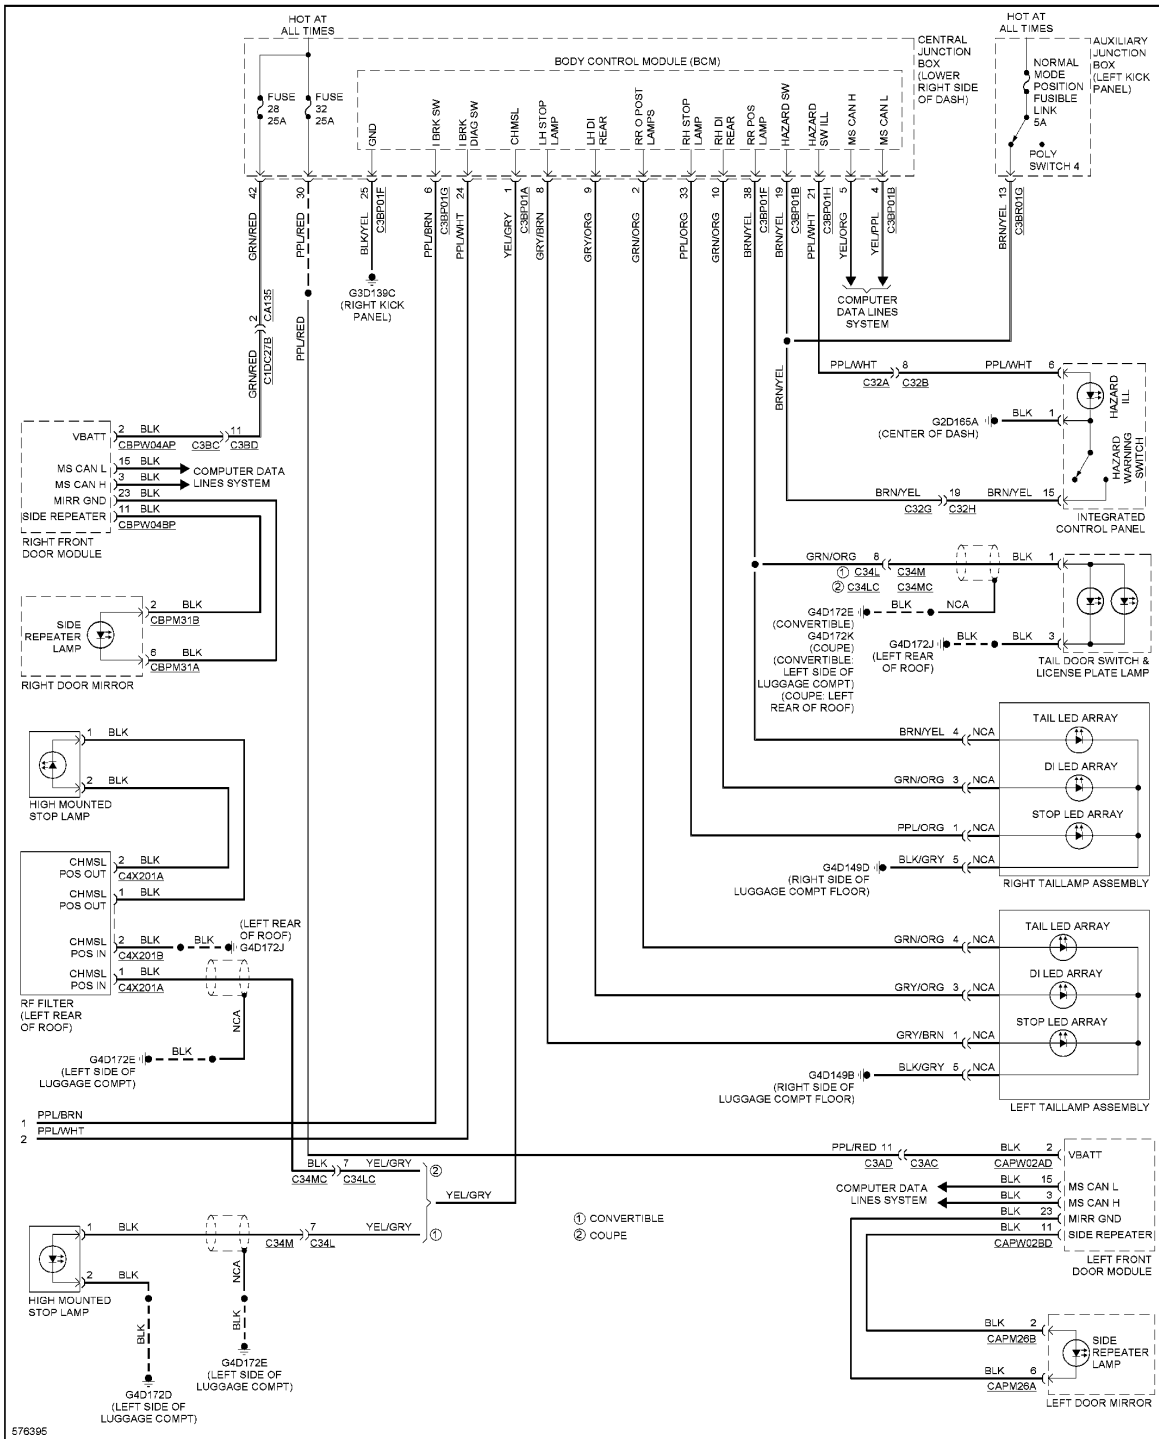 HOT AT
ALL TIMES
HOT AT
ALL TIMES
CENTRAL
JUNCTION
BOX
(LOWER
RIGHT SIDE
OF DASH)
AUXILIARY
JUNCTION
BOX
(LEFT KICK
PANEL)
BODY CONTROL MODULE (BCM)
NORMAL
MODE
POSITION
FUSIBLE
LINK
5A
POLY
SWITCH 4
FUSE
28
25A
FUSE
32
25A
GND
I BRK SW
I BRK
DIAG SW
CHMSL
LH STOP
LAMP
LH DI
REAR
RR O POST
LAMPS
RH STOP
LAMP
RH DI
REAR
RR POS
LAMP
HAZARD SW
HAZARD
SW ILL
MS CAN H
MS CAN L
42
30
25
C3BP01F
6
C3BP01G
24
1
C3BP01A
8
9
2
33
10
38
C3BP01F
19
C3BP01B
21
C3BP01H
5
4
C3BP01B
13
C3BR01G
GRN/RED
PPL/RED
BLK/YEL
PPL/BRN
PPL/WHT
YEL/GRY
GRY/BRN
GRY/ORG
GRN/ORG
PPL/ORG
GRN/ORG
BRN/YEL
BRN/YEL
PPL/WHT
YEL/ORG
YEL/PPL
BRN/YEL
G3D139C
(RIGHT KICK
PANEL)
COMPUTER
DATA LINES
SYSTEM
2
CA135
C1DC27B
GRN/RED
PPL/RED
BRN/YEL
PPL/WHT 8 PPL/WHT 6
C32A C32B
HAZARD
ILL
G2D165A BLK 1
(CENTER OF DASH)
HAZARD
WARNING
SWITCH
BRN/YEL 19 BRN/YEL 15
C32G C32H
INTEGRATED
CONTROL PANEL
VBATT 2 BLK 11
CBPW04AP C3BC C3BD
MS CAN L 15 BLK
MS CAN H 3 BLK
COMPUTER DATA
LINES SYSTEM
MIRR GND 23 BLK
SIDE REPEATER 11 BLK
CBPW04BP
RIGHT FRONT
DOOR MODULE
GRN/ORG 8 BLK 1
① C34L C34M
② C34LC C34MC
G4D172E BLK NCA
(CONVERTIBLE)
G4D172K
(COUPE)
(CONVERTIBLE:
LEFT SIDE OF
LUGGAGE COMPT)
(COUPE: LEFT
REAR OF ROOF)
G4D172J BLK BLK 3
(LEFT REAR
OF ROOF)
TAIL DOOR SWITCH &
LICENSE PLATE LAMP
SIDE
REPEATER
LAMP
2 BLK
CBPM31B
6 BLK
CBPM31A
RIGHT DOOR MIRROR
1 BLK
2 BLK
HIGH MOUNTED
STOP LAMP
TAIL LED ARRAY
BRN/YEL 4 NCA
DI LED ARRAY
GRN/ORG 3 NCA
STOP LED ARRAY
PPL/ORG 1 NCA
G4D149D BLK/GRY 5 NCA
(RIGHT SIDE OF
LUGGAGE COMPT FLOOR)
RIGHT TAILLAMP ASSEMBLY
CHMSL
POS OUT
2 BLK
C4X201A
CHMSL
POS OUT
1 BLK
(LEFT REAR
OF ROOF)
G4D172J
CHMSL
POS IN
2 BLK BLK
C4X201B
CHMSL
POS IN
1 BLK
C4X201A
RF FILTER
(LEFT REAR
OF ROOF)
NCA
G4D172E BLK
(LEFT SIDE OF
LUGGAGE COMPT)
TAIL LED ARRAY
GRN/ORG 4 NCA
DI LED ARRAY
GRY/ORG 3 NCA
STOP LED ARRAY
GRY/BRN 1 NCA
G4D149B BLK/GRY 5 NCA
(RIGHT SIDE OF
LUGGAGE COMPT FLOOR)
LEFT TAILLAMP ASSEMBLY
1 PPL/BRN
2 PPL/WHT
BLK 7 YEL/GRY ②
C34MC C34LC
YEL/GRY
PPL/RED 11 BLK 2 VBATT
C3AD C3AC CAPW02AD
COMPUTER DATA
LINES SYSTEM
BLK 15 MS CAN L
BLK 3 MS CAN H
BLK 23 MIRR GND
BLK 11 SIDE REPEATER
CAPW02BD
LEFT FRONT
DOOR MODULE
1 BLK 7 YEL/GRY ①
C34M C34L
① CONVERTIBLE
② COUPE
2 BLK
NCA
HIGH MOUNTED
STOP LAMP
BLK
BLK
G4D172E
(LEFT SIDE OF
LUGGAGE COMPT)
G4D172D
(LEFT SIDE OF
LUGGAGE COMPT)
BLK 2
CAPM26B
SIDE
REPEATER
LAMP
BLK 6
CAPM26A
LEFT DOOR MIRROR
576395